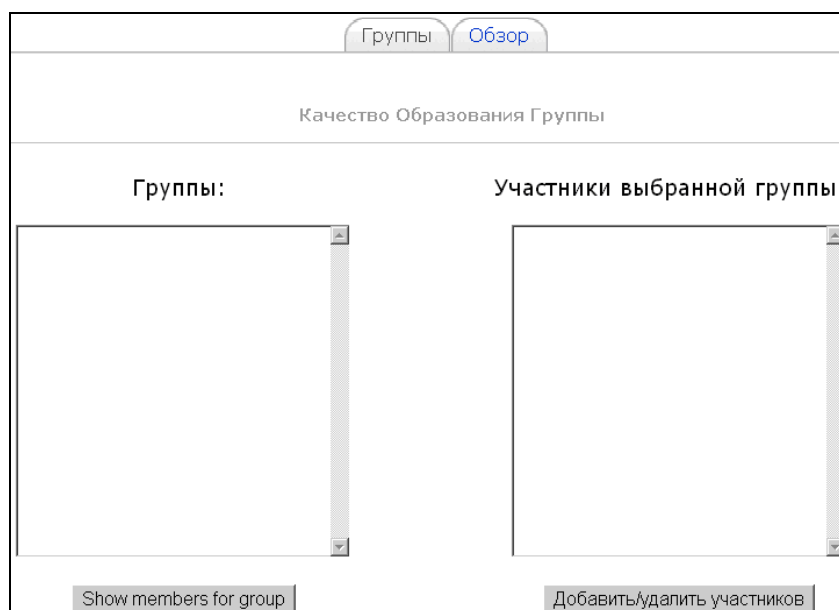 Группы Обзор
Качество Образования Группы
Группы: Участники выбранной группы
Show members for group Добавить/удалить участников